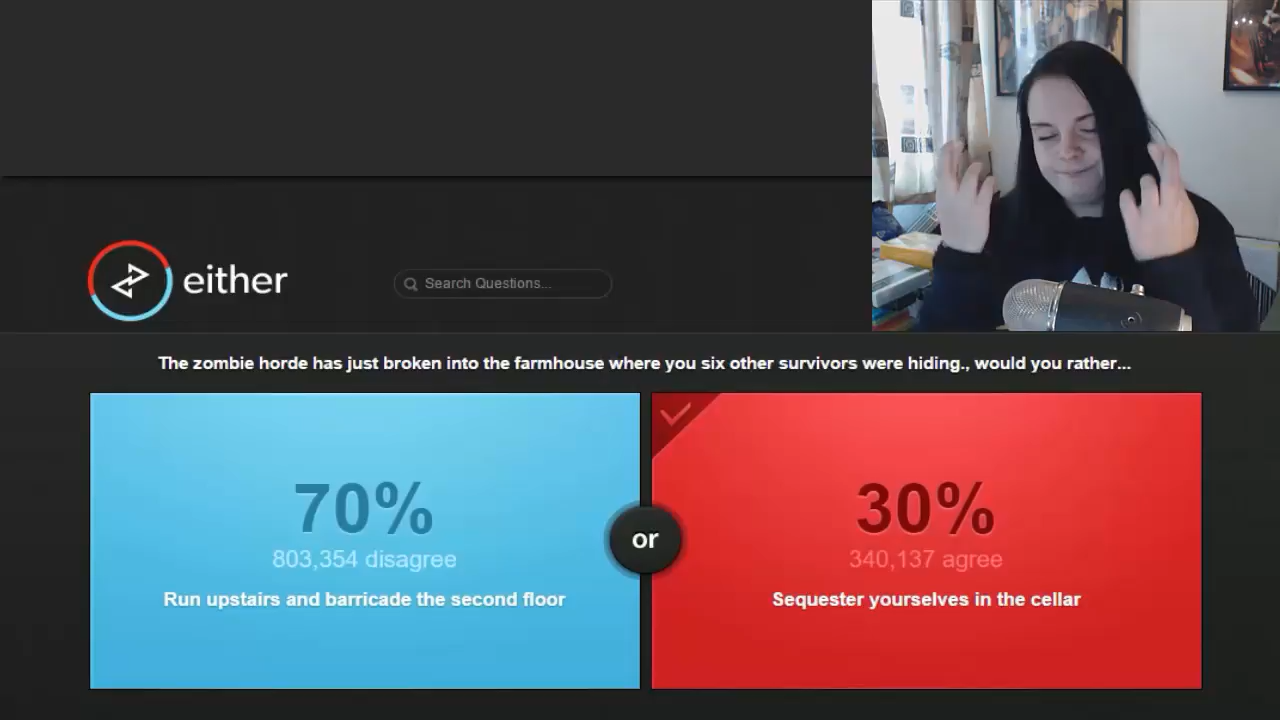 either
Search Questions...
The zombie horde has just broken into the farmhouse where you six other survivors were hiding., would you rather...
70%
803,354 disagree
Run upstairs and barricade the second floor
or
30%
340,137 agree
Sequester yourselves in the cellar